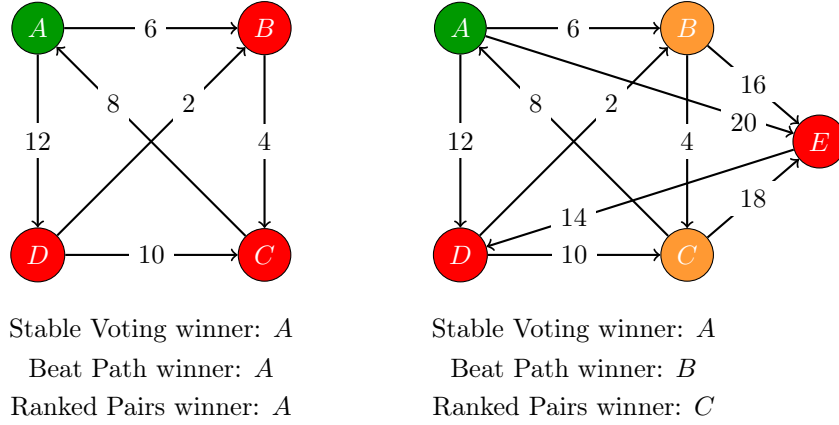 A 6 B
8 2
12 4
D 10 C
A 6 B
16
8 2 20
12 4 E
14 18
D 10 C
Stable Voting winner: A
Beat Path winner: A
Ranked Pairs winner: A
Stable Voting winner: A
Beat Path winner: B
Ranked Pairs winner: C